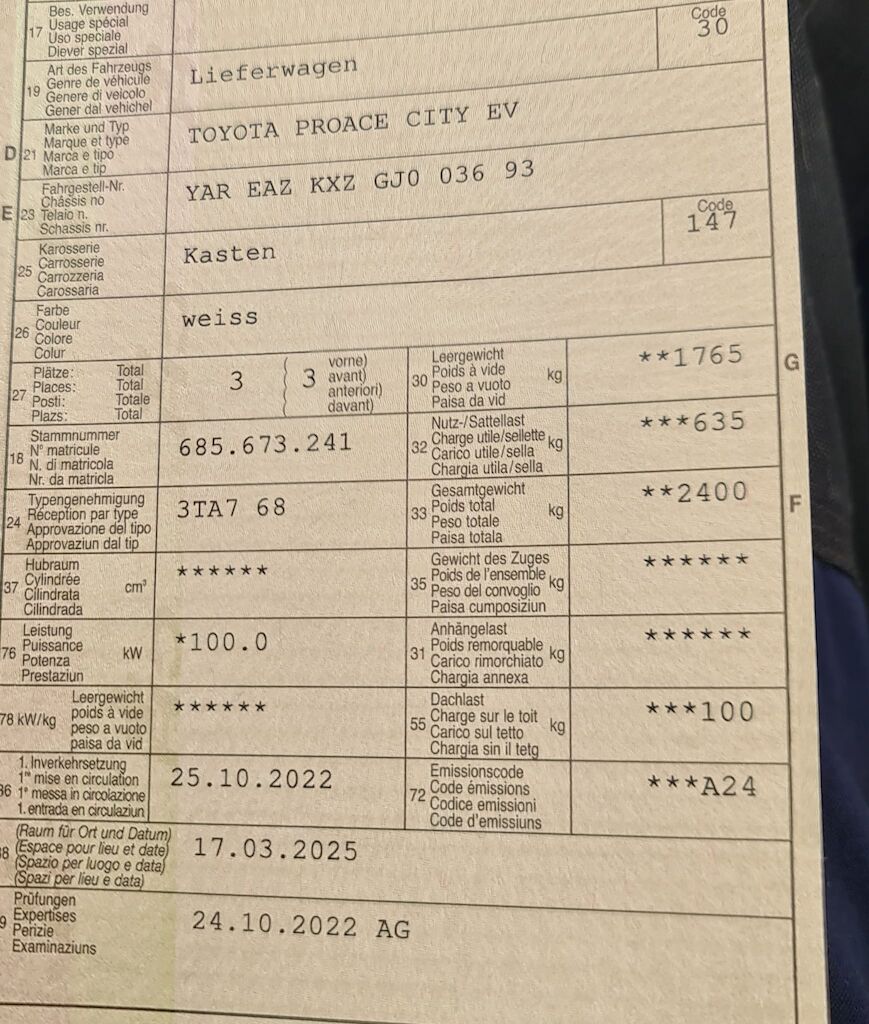 17 Bes. Verwendung
Usage spécial
Uso speciale
Diever spezial
Code
30
19 Art des Fahrzeugs
Genre de véhicule
Genere di veicolo
Gener dal vehichel
Lieferwagen
D 21 Marke und Typ
Marque et type
Marca e tipo
Marca e tip
TOYOTA PROACE CITY EV
E 23 Fahrgestell-Nr.
Châssis no
Telaio n.
Schassis nr.
YAR EAZ KXZ GJ0 036 93
25 Karosserie
Carrosserie
Carrozzeria
Carossaria
Kasten
Code
147
26 Farbe
Couleur
Colore
Colur
weiss
27 Plätze: Total
Places: Total
Posti: Totale
Plazs: Total
3 ( 3 vorne)
( avant)
( anteriori)
( davant)
30 Leergewicht
Poids à vide
Peso a vuoto
Paisa da vid
kg
**1765
G
18 Stammnummer
N° matricule
N. di matricola
Nr. da matricla
685.673.241
32 Nutz-/Sattellast
Charge utile/sellette
Carico utile/sella
Chargia utila/sella
kg
***635
24 Typengenehmigung
Réception par type
Approvazione del tipo
Approvaziun dal tip
3TA7 68
33 Gesamtgewicht
Poids total
Peso totale
Paisa totala
kg
**2400
F
37 Hubraum
Cylindrée
Cilindrata
Cilindrada
cm³
******
35 Gewicht des Zuges
Poids de l'ensemble
Peso del convoglio
Paisa cumposiziun
kg
******
76 Leistung
Puissance
Potenza
Prestaziun
kW
*100.0
31 Anhängelast
Poids remorquable
Carico rimorchiato
Chargia annexa
kg
******
78 kW/kg
Leergewicht
poids à vide
peso a vuoto
paisa da vid
******
55 Dachlast
Charge sur le toit
Carico sul tetto
Chargia sin il tetg
kg
***100
36 1. Inverkehrsetzung
1re mise en circulation
1a messa in circolazione
1. entrada en circulaziun
25.10.2022
72 Emissionscode
Code émissions
Codice emissioni
Code d'emissiuns
***A24
38 (Raum für Ort und Datum)
(Espace pour lieu et date)
(Spazio per luogo e data)
(Spazi per lieu e data)
17.03.2025
39 Prüfungen
Expertises
Perizie
Examinaziuns
24.10.2022 AG